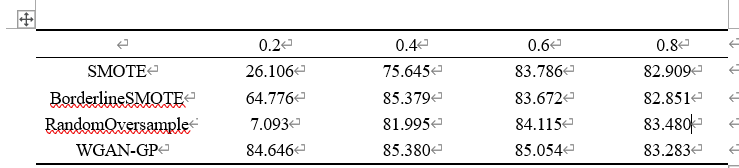 0.2 0.4 0.6 0.8
SMOTE 26.106 75.645 83.786 82.909
BorderlineSMOTE 64.776 85.379 83.672 82.851
RandomOversample 7.093 81.995 84.115 83.480
WGAN-GP 84.646 85.380 85.054 83.283